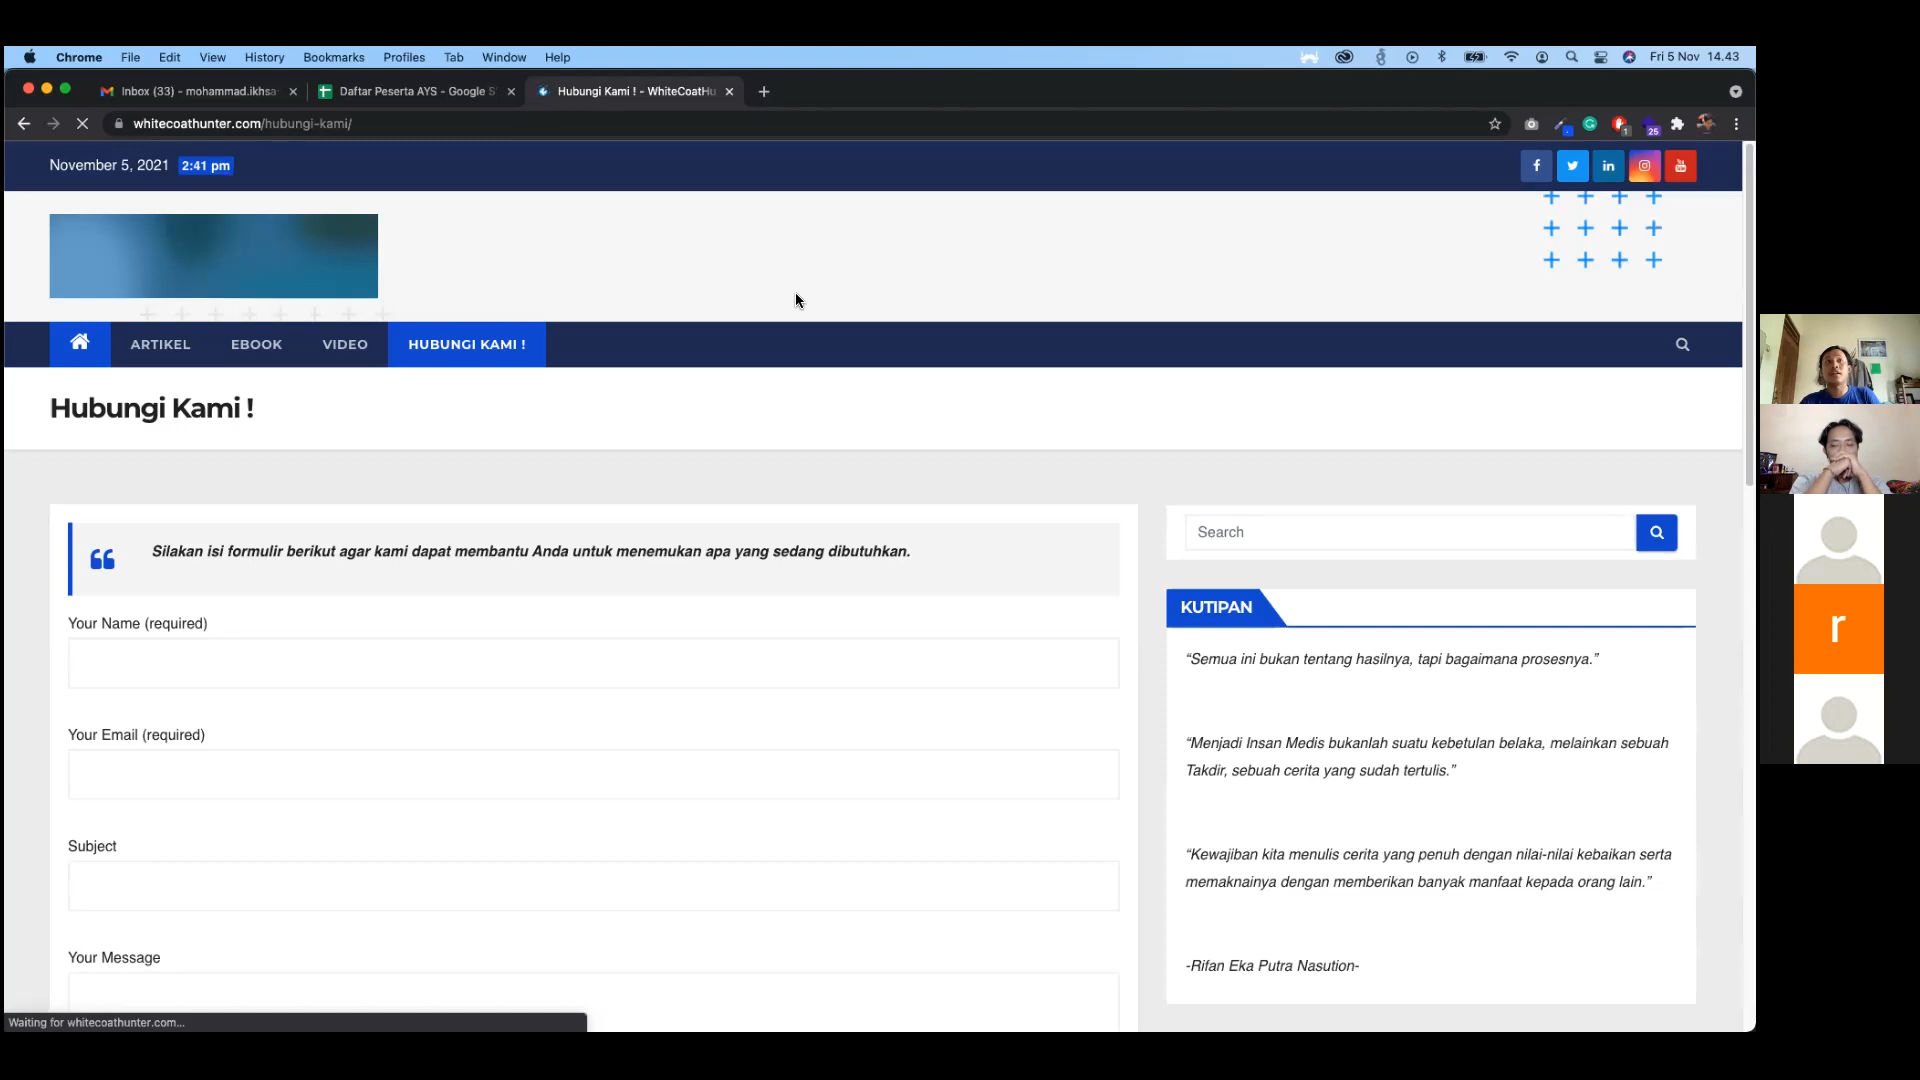 Chrome File Edit View History Bookmarks Profiles Tab Window Help Fri 5 Nov 14.43
Inbox (33) - mohammad.ikhsa
Daftar Peserta AYS - Google S
Hubungi Kami ! - WhiteCoatHu
whitecoathunter.com/hubungi-kami/
1
25
November 5, 2021 2:41 pm
ARTIKEL EBOOK VIDEO HUBUNGI KAMI !
Hubungi Kami !
Silakan isi formulir berikut agar kami dapat membantu Anda untuk menemukan apa yang sedang dibutuhkan.
Your Name (required)
Your Email (required)
Subject
Your Message
Search
KUTIPAN
“Semua ini bukan tentang hasilnya, tapi bagaimana prosesnya.”
“Menjadi Insan Medis bukanlah suatu kebetulan belaka, melainkan sebuah
Takdir, sebuah cerita yang sudah tertulis.”
“Kewajiban kita menulis cerita yang penuh dengan nilai-nilai kebaikan serta
memaknainya dengan memberikan banyak manfaat kepada orang lain.”
-Rifan Eka Putra Nasution-
Waiting for whitecoathunter.com...
r